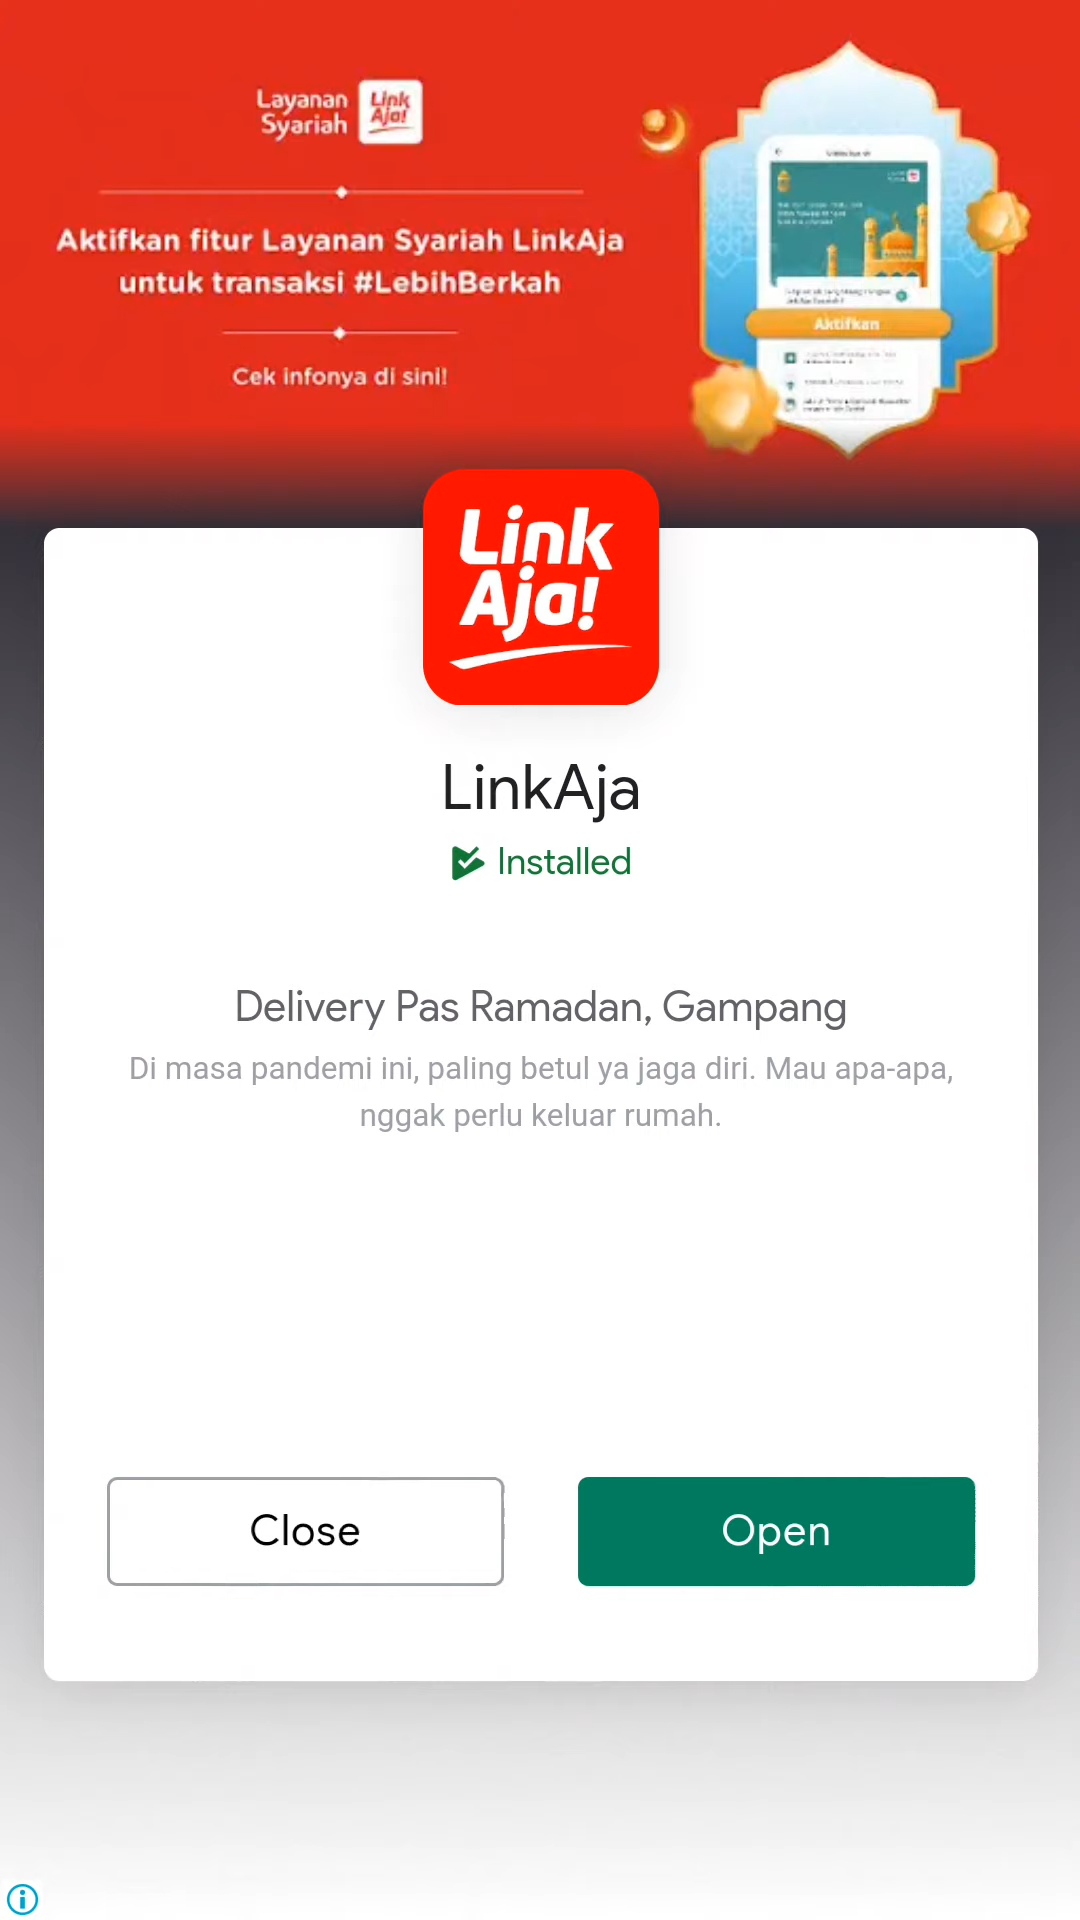 Layanan
Syariah
Link
Aja!
Aktifkan fitur Layanan Syariah LinkAja
untuk transaksi #LebihBerkah
Cek infonya di sini!
Aktifkan
Link
Aja!
LinkAja
Installed
Delivery Pas Ramadan, Gampang
Di masa pandemi ini, paling betul ya jaga diri. Mau apa-apa,
nggak perlu keluar rumah.
Close
Open